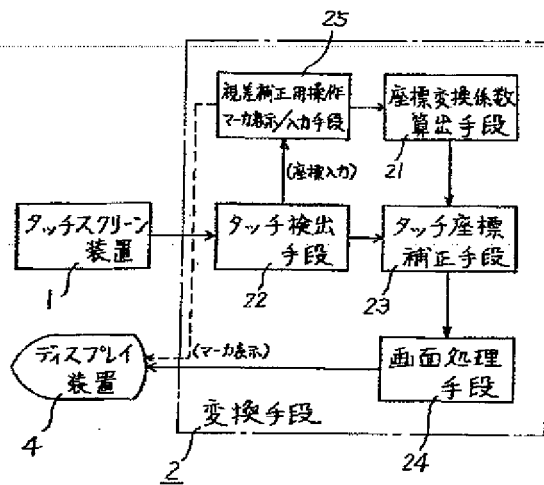 25
視差補正用操作
マーカ表示/入力手段
座標変換係数
算出手段
21
(座標入力)
タッチスクリーン
装置
1
タッチ検出
手段
22
タッチ座標
補正手段
23
ディスプレイ
装置
4
(マーカ表示)
画面処理
手段
24
変換手段
2